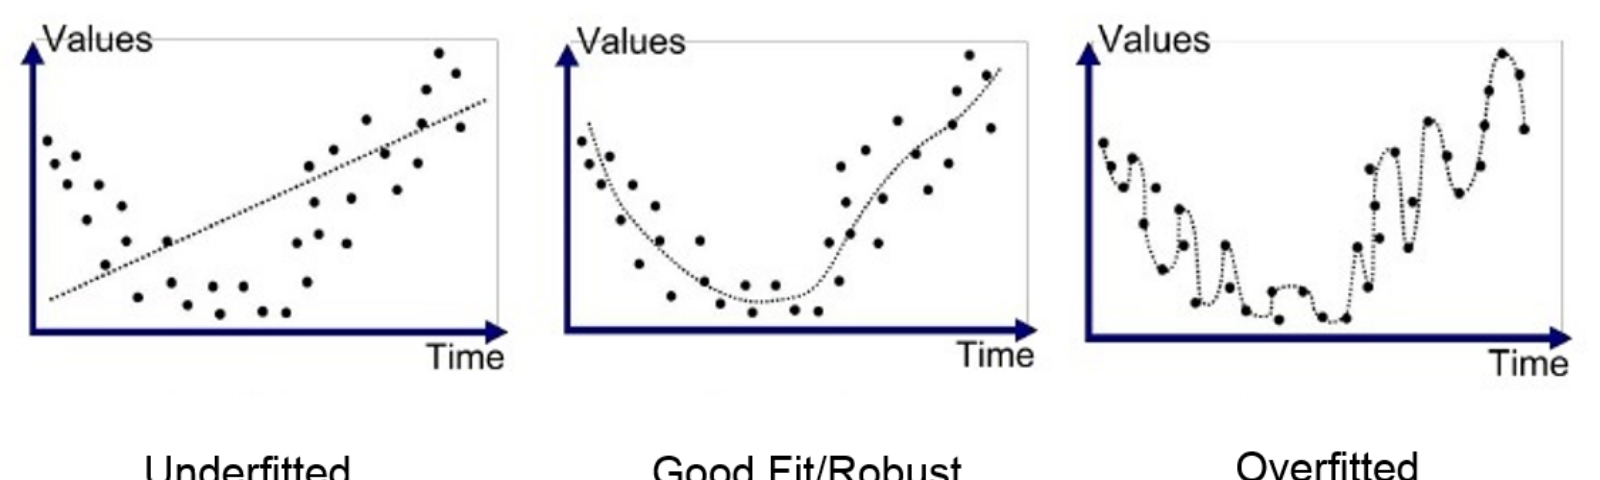 Values
Values
Values
Time
Time
Time
Underfitted
Good Fit/Robust
Overfitted